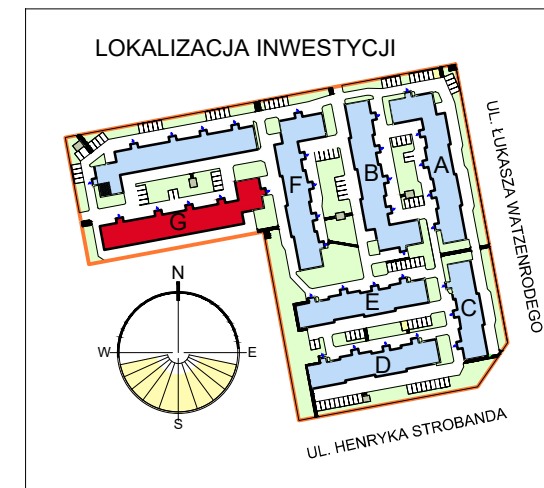 LOKALIZACJA INWESTYCJI
UL. ŁUKASZA WATZENRODEGO
A
B
F
G
C
E
D
N
W
E
S
UL. HENRYKA STROBANDA